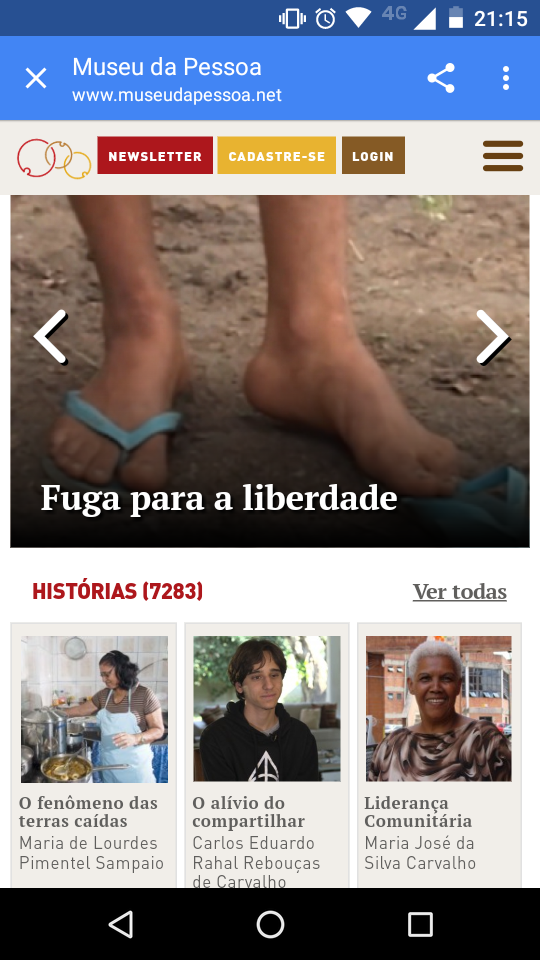 4G 21:15
Museu da Pessoa
www.museudapessoa.net
NEWSLETTER CADASTRE-SE LOGIN
Fuga para a liberdade
HISTÓRIAS (7283) Ver todas
O fenômeno das
terras caídas
Maria de Lourdes
Pimentel Sampaio
O alívio do
compartilhar
Carlos Eduardo
Rahal Rebouças
de Carvalho
Liderança
Comunitária
Maria José da
Silva Carvalho